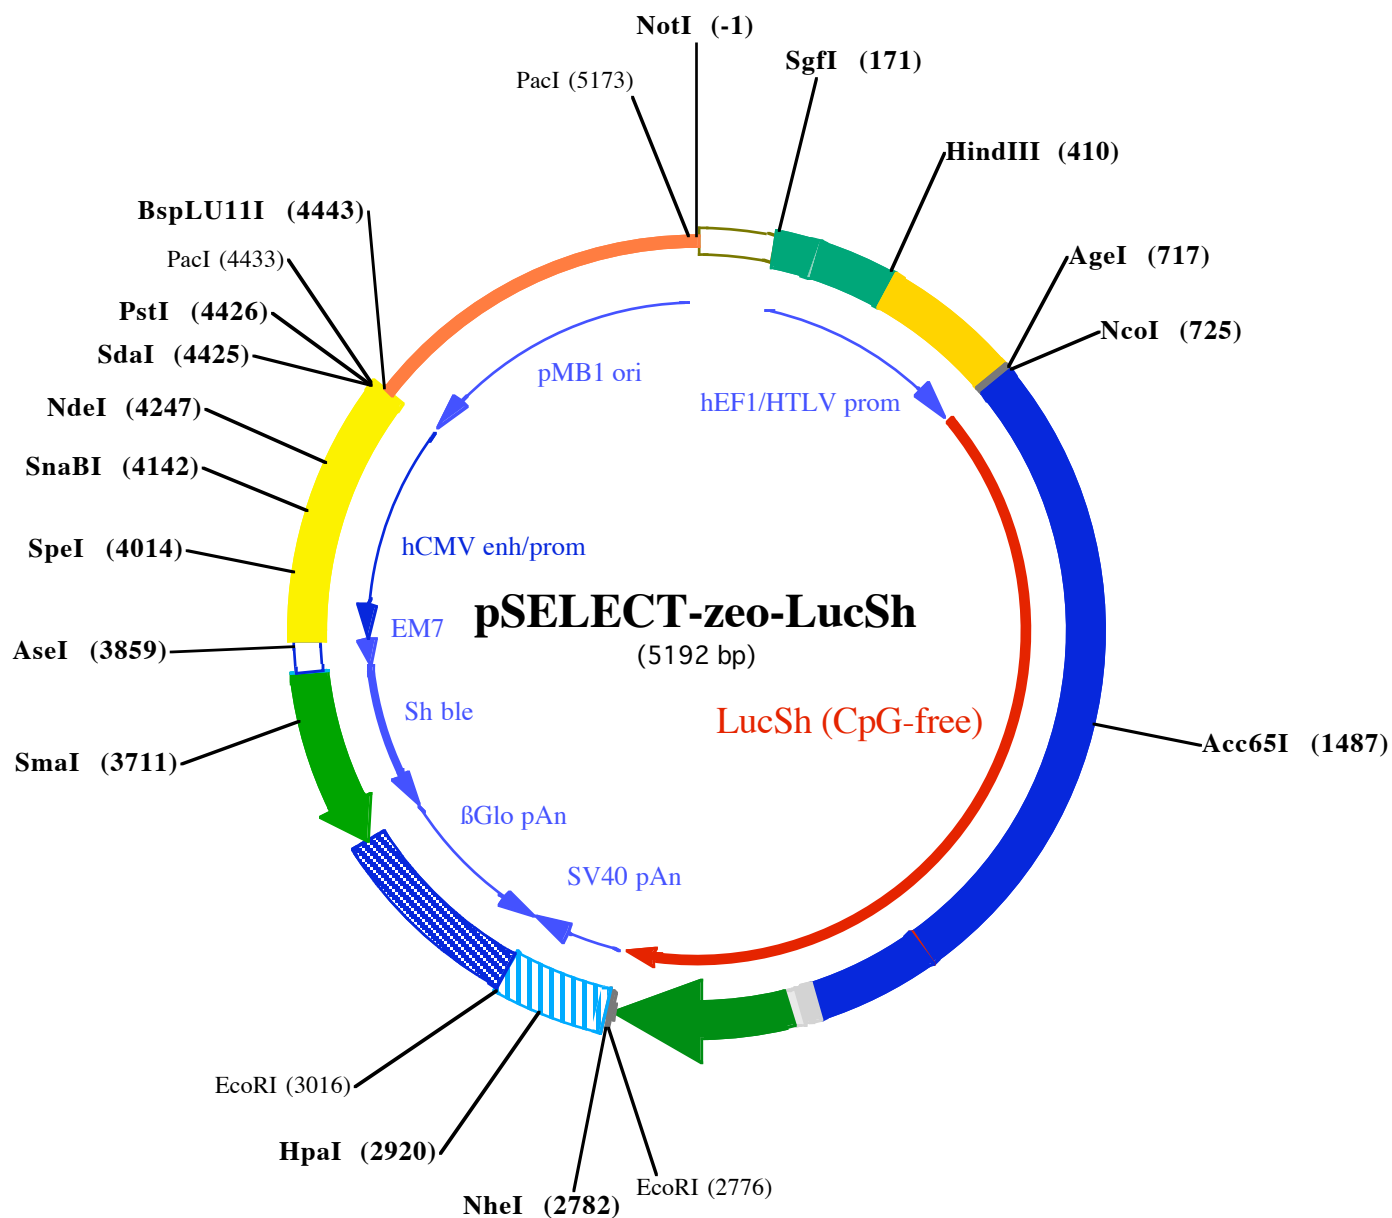 NotI (-1)
SgfI (171)
PacI (5173)
HindIII (410)
BspLU11I (4443)
AgeI (717)
PacI (4433)
PstI (4426)
NcoI (725)
SdaI (4425)
pMB1 ori
hEF1/HTLV prom
NdeI (4247)
SnaBI (4142)
SpeI (4014)
hCMV enh/prom
pSELECT-zeo-LucSh
EM7
(5192 bp)
AseI (3859)
Sh ble
LucSh (CpG-free)
Acc65I (1487)
SmaI (3711)
ßGlo pAn
SV40 pAn
EcoRI (3016)
HpaI (2920)
EcoRI (2776)
NheI (2782)